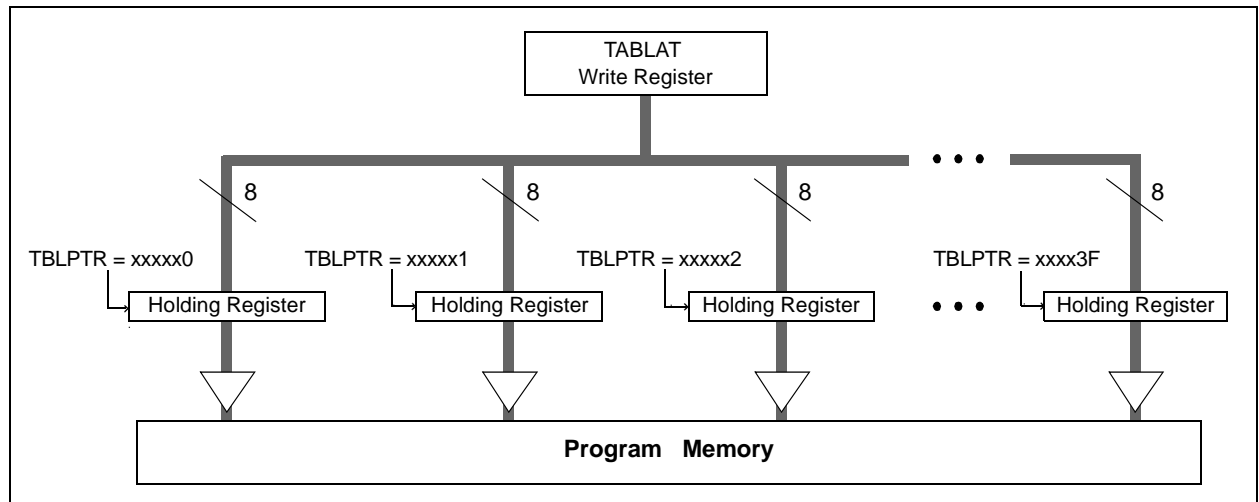 TABLAT
Write Register
• • •
8
8
8
8
TBLPTR = xxxxx0
TBLPTR = xxxxx1
TBLPTR = xxxxx2
TBLPTR = xxxx3F
Holding Register
Holding Register
Holding Register
• • •
Holding Register
Program Memory